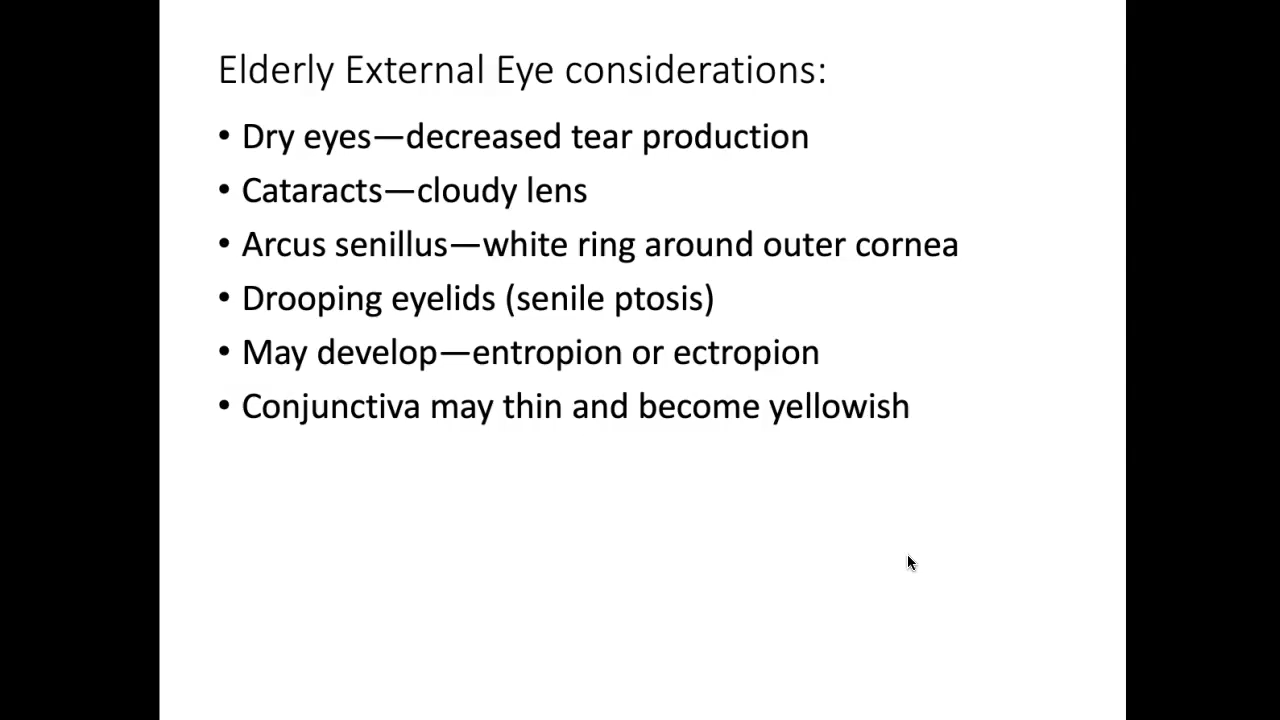 Elderly External Eye considerations:
• Dry eyes—decreased tear production
• Cataracts—cloudy lens
• Arcus senillus—white ring around outer cornea
• Drooping eyelids (senile ptosis)
• May develop—entropion or ectropion
• Conjunctiva may thin and become yellowish